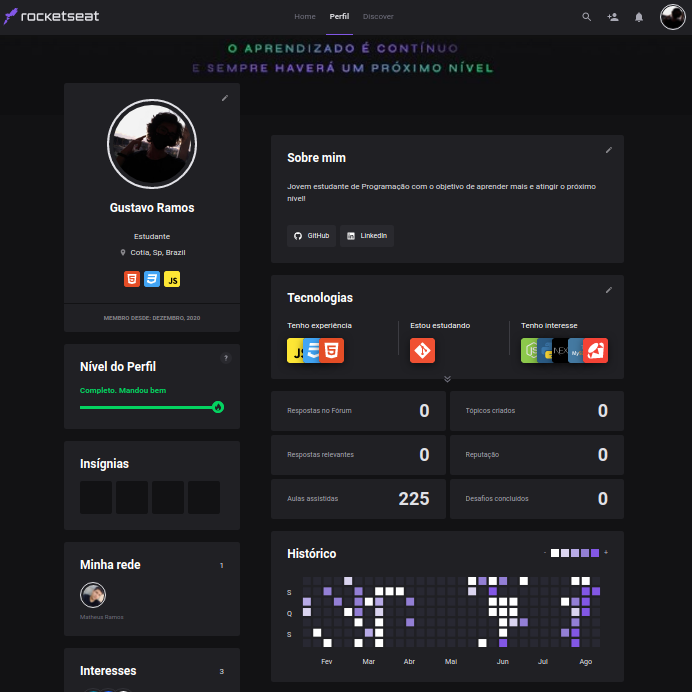 rocketseat
Home Perfil Discover
O APRENDIZADO É CONTÍNUO
E SEMPRE HAVERÁ UM PRÓXIMO NÍVEL
Gustavo Ramos
Estudante
Cotia, Sp, Brazil
JS
MEMBRO DESDE: DEZEMBRO, 2020
Nível do Perfil
?
Completo. Mandou bem
Insígnias
Minha rede 1
Matheus Ramos
Interesses 3
Sobre mim
Jovem estudante de Programação com o objetivo de aprender mais e atingir o próximo
nível!
GitHub LinkedIn
Tecnologias
Tenho experiência Estou estudando Tenho interesse
Respostas no Fórum 0 Tópicos criados 0
Respostas relevantes 0 Reputação 0
Aulas assistidas 225 Desafios concluídos 0
Histórico - +
S
Q
S
Fev Mar Abr Mai Jun Jul Ago